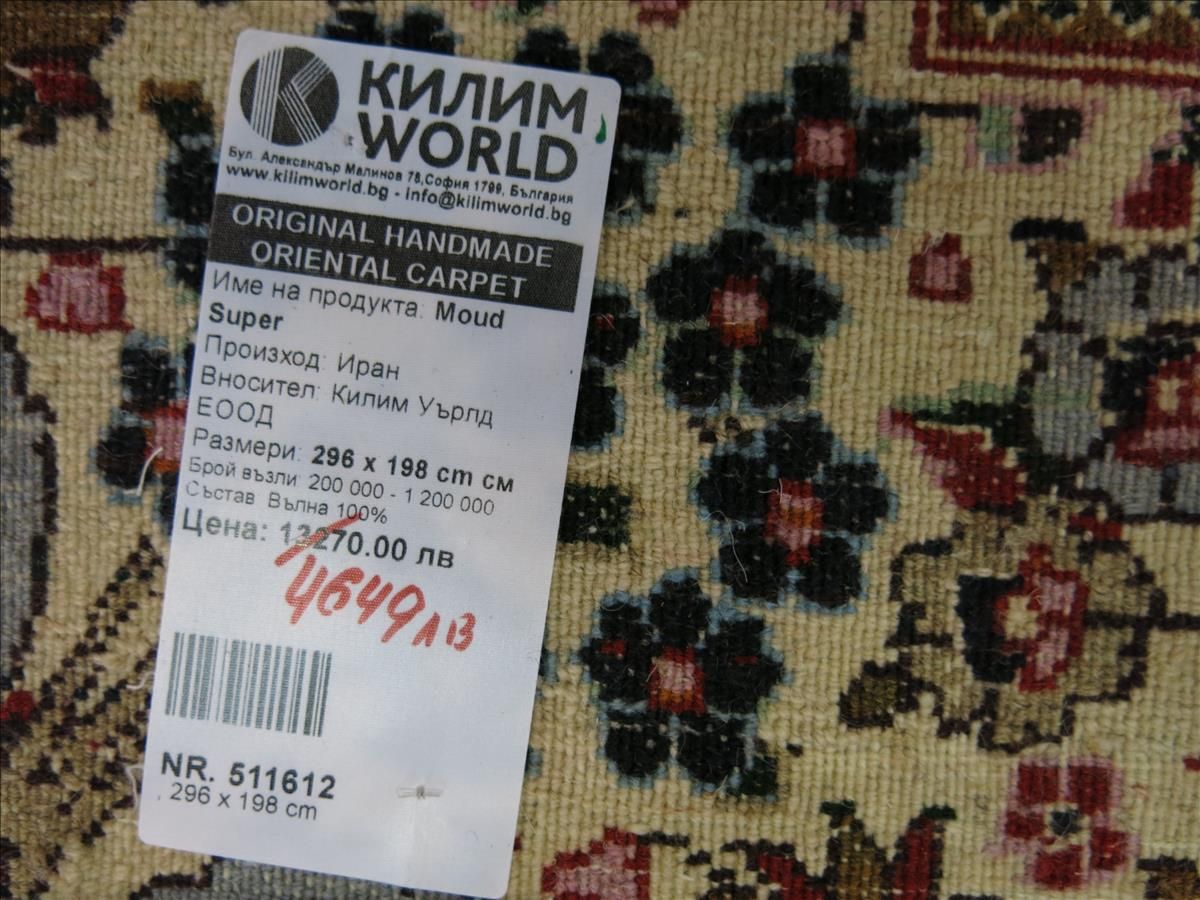 КИЛИМ
WORLD
Бул. Александър Малинов 78,София 1799, България
www.kilimworld.bg - info@kilimworld.bg
ORIGINAL HANDMADE
ORIENTAL CARPET
Име на продукта: Moud
Super
Произход: Иран
Вносител: Килим Уърлд
ЕООД
Размери: 296 x 198 cm см
Брой възли: 200 000 - 1 200 000
Състав: Вълна 100%
Цена: 13270.00 лв
4649лв
NR. 511612
296 x 198 cm